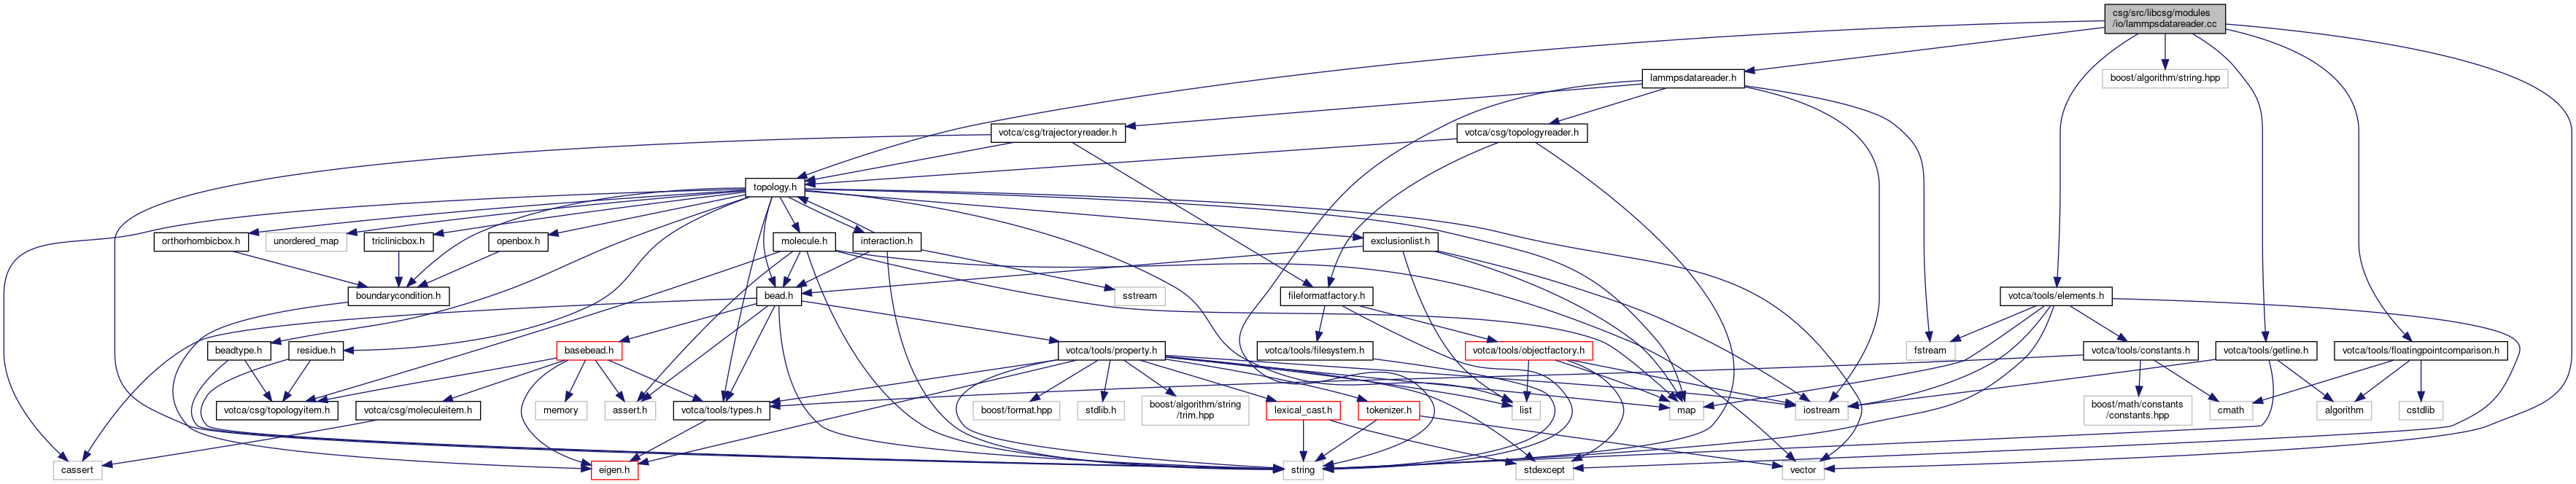 csg/src/libcsg/modules
/io/lammpsdatareader.cc
lammpsdatareader.h
boost/algorithm/string.hpp
votca/csg/trajectoryreader.h
votca/csg/topologyreader.h
topology.h
orthorhombicbox.h
unordered_map
triclinicbox.h
openbox.h
molecule.h
interaction.h
exclusionlist.h
boundarycondition.h
bead.h
sstream
fileformatfactory.h
votca/tools/elements.h
beadtype.h
residue.h
basebead.h
votca/tools/property.h
votca/tools/filesystem.h
votca/tools/objectfactory.h
fstream
votca/tools/constants.h
votca/tools/getline.h
votca/tools/floatingpointcomparison.h
votca/csg/topologyitem.h
votca/csg/moleculeitem.h
memory
assert.h
votca/tools/types.h
boost/format.hpp
stdlib.h
boost/algorithm/string
/trim.hpp
lexical_cast.h
tokenizer.h
list
map
iostream
boost/math/constants
/constants.hpp
cmath
algorithm
cstdlib
cassert
eigen.h
string
stdexcept
vector